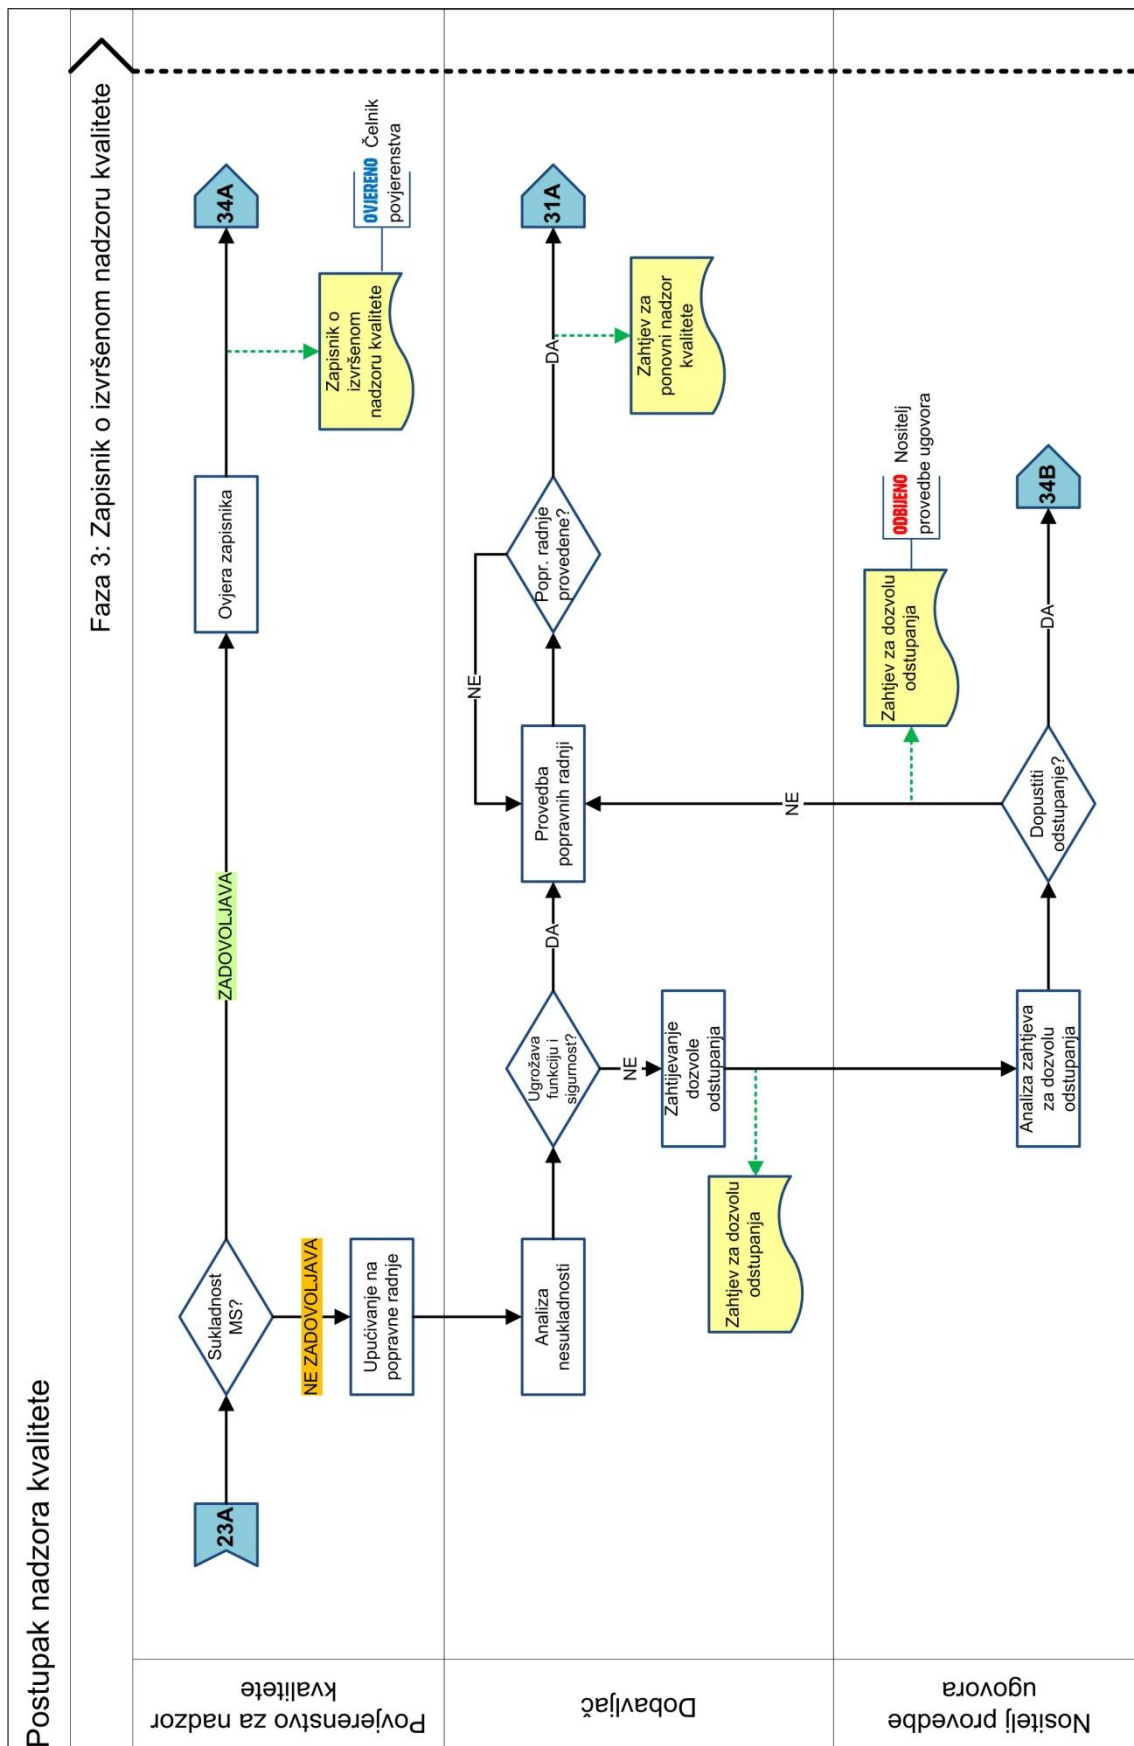 Postupak nadzora kvalitete
Faza 3: Zapisnik o izvršenom nadzoru kvalitete
Povjerenstvo za nadzor
kvalitete
23A
Sukladnost
MS?
ZADOVOLJAVA
Ovjera zapisnika
34A
Zapisnik o
izvršenom
nadzoru kvalitete
OVJERENO Čelnik
povjerenstva
NE ZADOVOLJAVA
Upućivanje na
popravne radnje
Dobavljač
Analiza
nesukladnosti
Ugrožava
funkciju i
sigurnost?
DA
Provedba
popravnih radnji
NE
Popr. radnje
provedene?
DA
31A
Zahtjev za
ponovni nadzor
kvalitete
NE
Zahtijevanje
dozvole
odstupanja
Zahtjev za dozvolu
odstupanja
Nositelj provedbe
ugovora
Analiza zahtjeva
za dozvolu
odstupanja
Dopustiti
odstupanje?
NE
Zahtjev za dozvolu
odstupanja
ODBIJENO Nositelj
provedbe ugovora
DA
34B